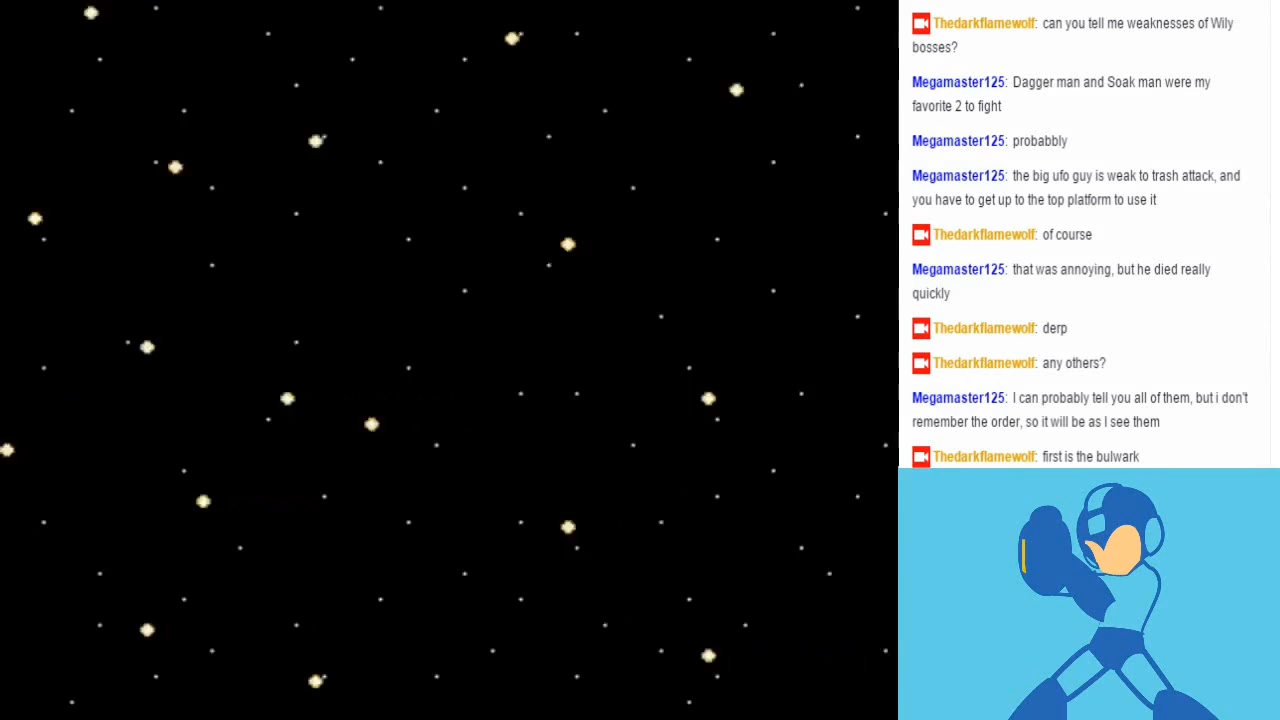 Thedarkflamewolf: can you tell me weaknesses of Wily
bosses?
Megamaster125: Dagger man and Soak man were my
favorite 2 to fight
Megamaster125: probabbly
Megamaster125: the big ufo guy is weak to trash attack, and
you have to get up to the top platform to use it
Thedarkflamewolf: of course
Megamaster125: that was annoying, but he died really
quickly
Thedarkflamewolf: derp
Thedarkflamewolf: any others?
Megamaster125: I can probably tell you all of them, but i don't
remember the order, so it will be as I see them
Thedarkflamewolf: first is the bulwark